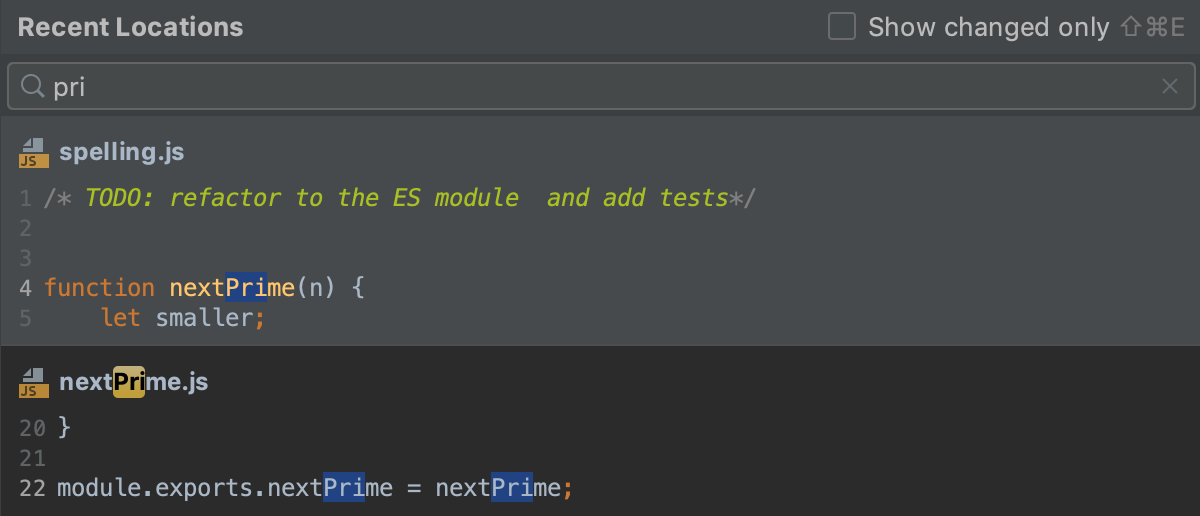 Recent Locations
Show changed only ⇧⌘E
pri
JS spelling.js
1 /* TODO: refactor to the ES module  and add tests*/
2
3
4 function nextPrime(n) {
5     let smaller;
JS nextPrime.js
20 }
21
22 module.exports.nextPrime = nextPrime;